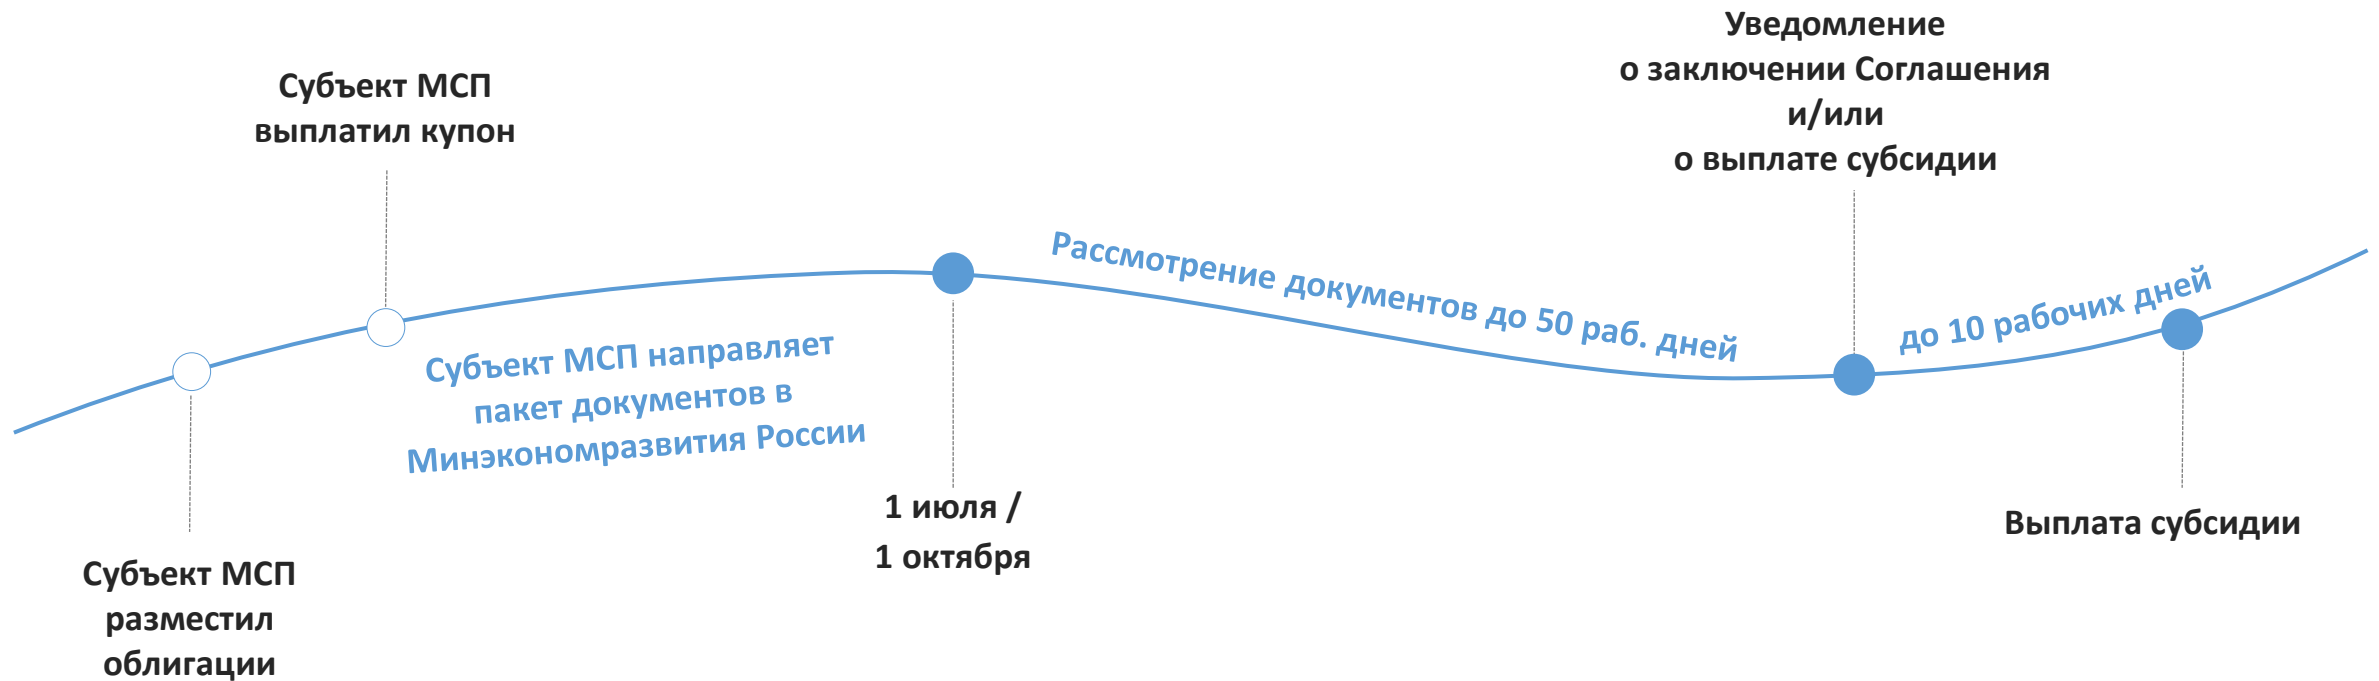 Субъект МСП
разместил
облигации
Субъект МСП
выплатил купон
Субъект МСП направляет
пакет документов в
Минэкономразвития России
1 июля /
1 октября
Рассмотрение документов до 50 раб. дней
Уведомление
о заключении Соглашения
и/или
о выплате субсидии
до 10 рабочих дней
Выплата субсидии